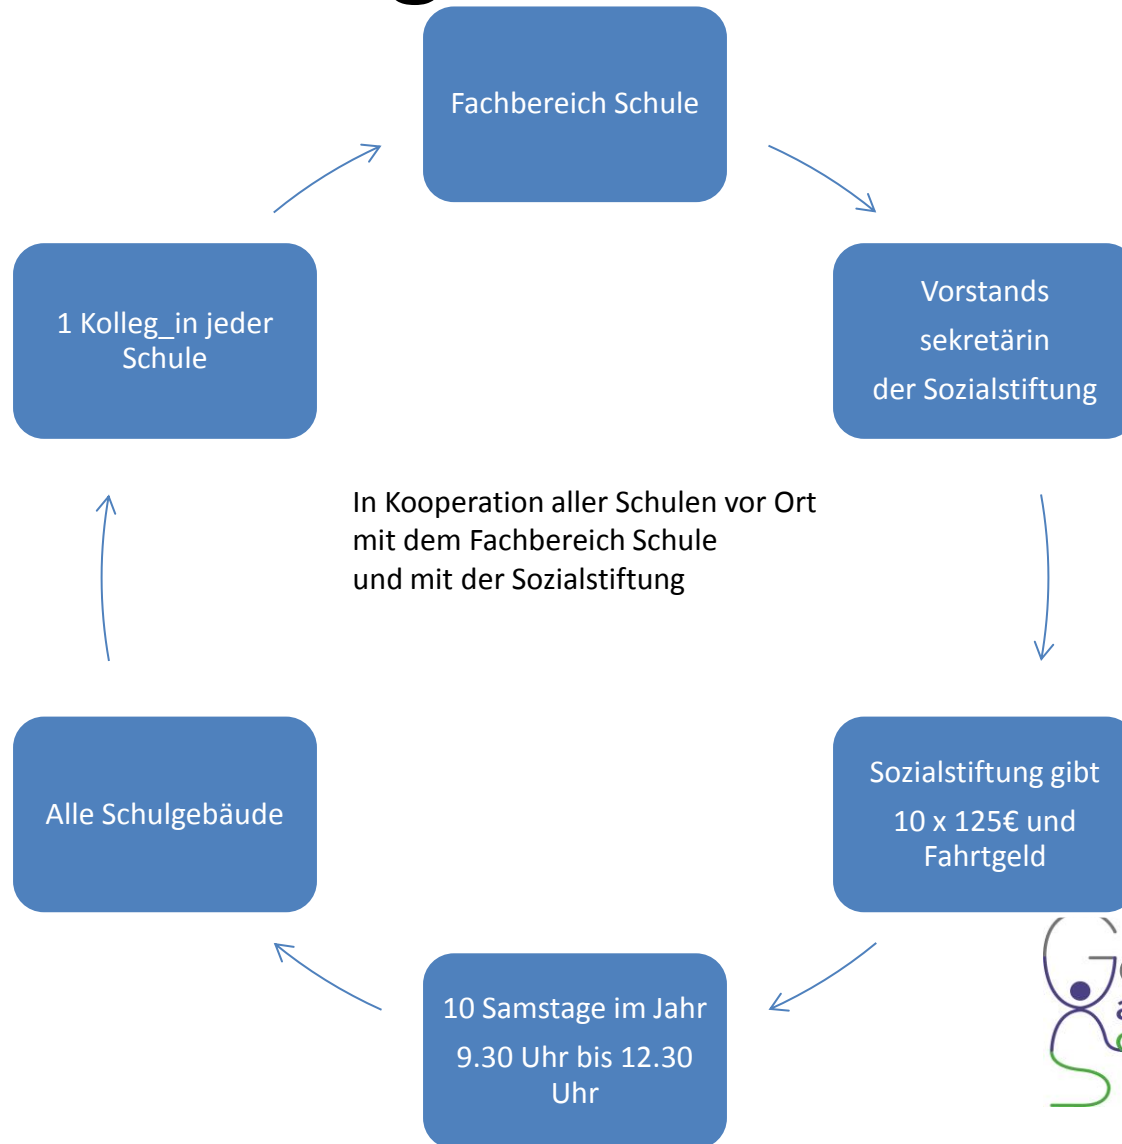 Fachbereich Schule
Vorstands
sekretärin
der Sozialstiftung
Sozialstiftung gibt
10 x 125€ und
Fahrtgeld
10 Samstage im Jahr
9.30 Uhr bis 12.30
Uhr
Alle Schulgebäude
1 Kolleg_in jeder
Schule
In Kooperation aller Schulen vor Ort
mit dem Fachbereich Schule
und mit der Sozialstiftung